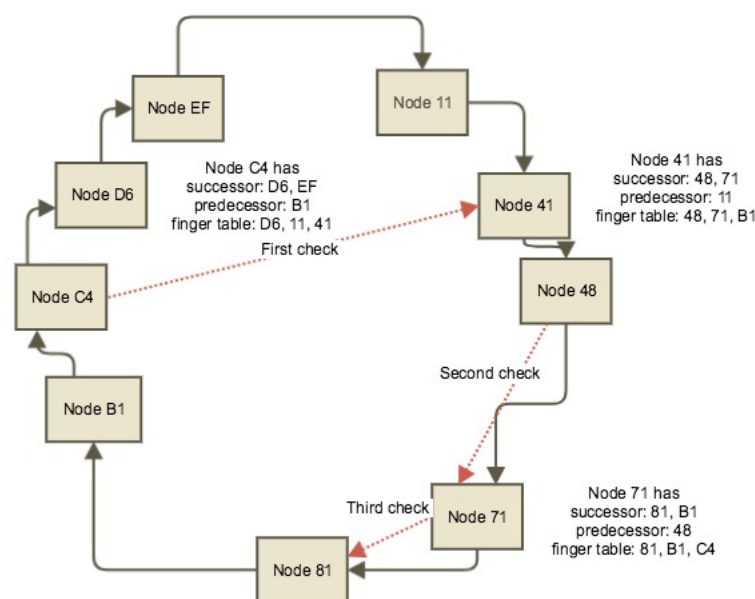 Node EF
Node 11
Node D6
Node C4 has
successor: D6, EF
predecessor: B1
finger table: D6, 11, 41
Node 41
Node 41 has
successor: 48, 71
predecessor: 11
finger table: 48, 71, B1
First check
Node C4
Node 48
Second check
Node B1
Node 71 has
successor: 81, B1
predecessor: 48
finger table: 81, B1, C4
Third check
Node 71
Node 81